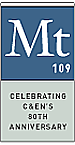 Mt
109
CELEBRATING
C&EN'S
80TH
ANNIVERSARY